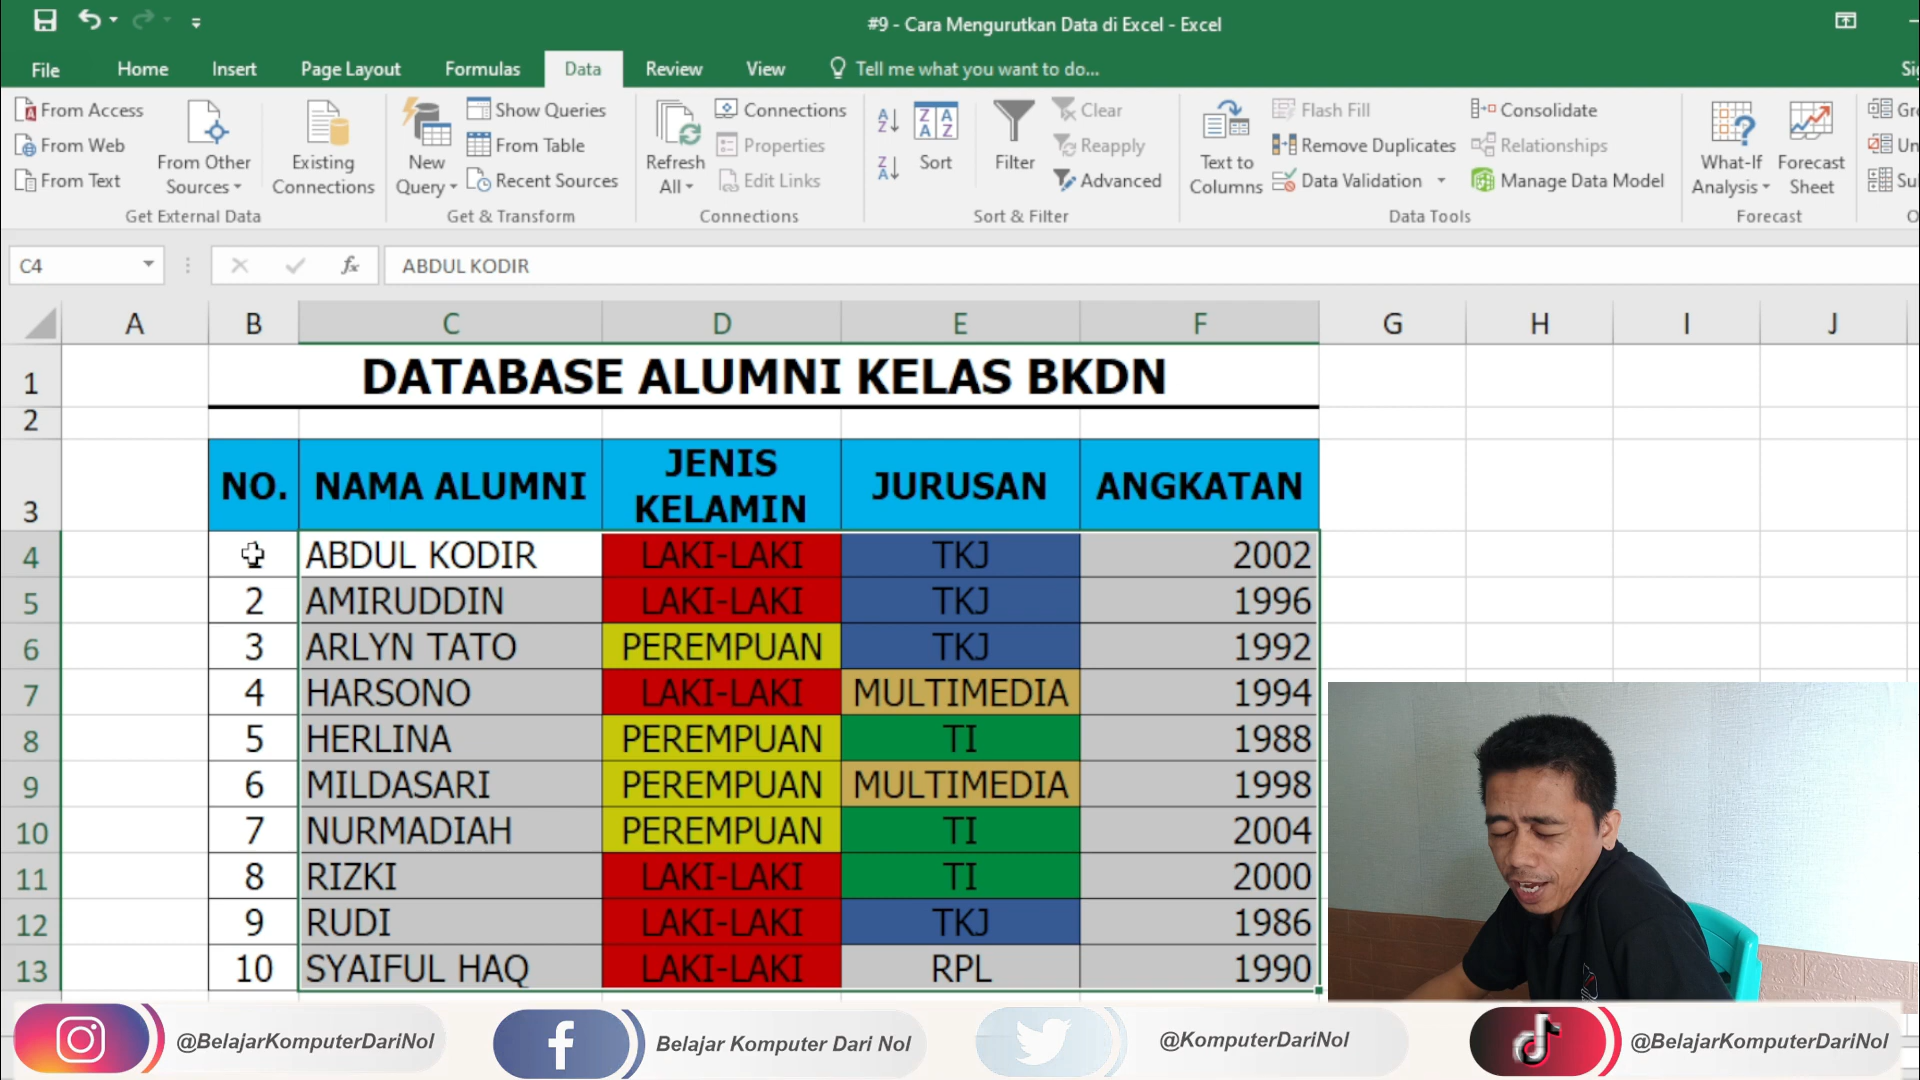 #9 - Cara Mengurutkan Data di Excel - Excel
File Home Insert Page Layout Formulas Data Review View Tell me what you want to do...
From Access
From Web
From Text
From Other Sources
Existing Connections
Get External Data
New Query
Show Queries
From Table
Recent Sources
Get & Transform
Refresh All
Connections
Properties
Edit Links
Connections
Sort
Filter
Clear
Reapply
Advanced
Sort & Filter
Text to Columns
Flash Fill
Remove Duplicates
Data Validation
Consolidate
Relationships
Manage Data Model
Data Tools
What-If Analysis
Forecast Sheet
Forecast
C4 fx ABDUL KODIR
A B C D E F G H I J
1 DATABASE ALUMNI KELAS BKDN
2
3 NO. NAMA ALUMNI JENIS KELAMIN JURUSAN ANGKATAN
4 ABDUL KODIR LAKI-LAKI TKJ 2002
5 2 AMIRUDDIN LAKI-LAKI TKJ 1996
6 3 ARLYN TATO PEREMPUAN TKJ 1992
7 4 HARSONO LAKI-LAKI MULTIMEDIA 1994
8 5 HERLINA PEREMPUAN TI 1988
9 6 MILDASARI PEREMPUAN MULTIMEDIA 1998
10 7 NURMADIAH PEREMPUAN TI 2004
11 8 RIZKI LAKI-LAKI TI 2000
12 9 RUDI LAKI-LAKI TKJ 1986
13 10 SYAIFUL HAQ LAKI-LAKI RPL 1990
@BelajarKomputerDariNol
Belajar Komputer Dari Nol
@KomputerDariNol
@BelajarKomputerDariNol